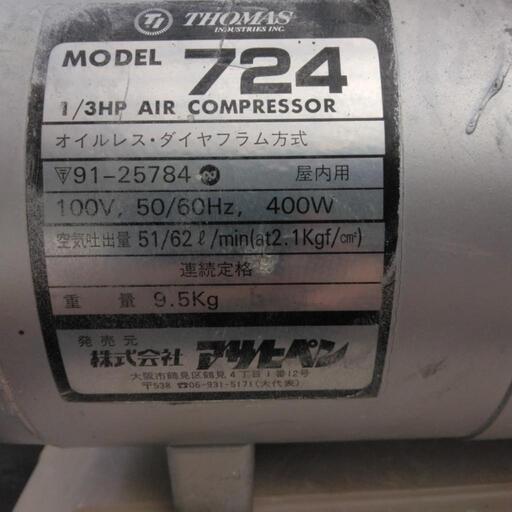 THOMAS
INDUSTRIES INC.
MODEL 724
1/3HP AIR COMPRESSOR
オイルレス・ダイヤフラム方式
▽91-25784 屋内用
100V, 50/60Hz, 400W
空気吐出量 51/62ℓ/min(at2.1Kgf/c㎡)
連続定格
重量 9.5Kg
発売元
株式会社 アサヒペン
大阪市鶴見区鶴見4丁目1番12号
〒538 ☎06-931-5171(大代表)